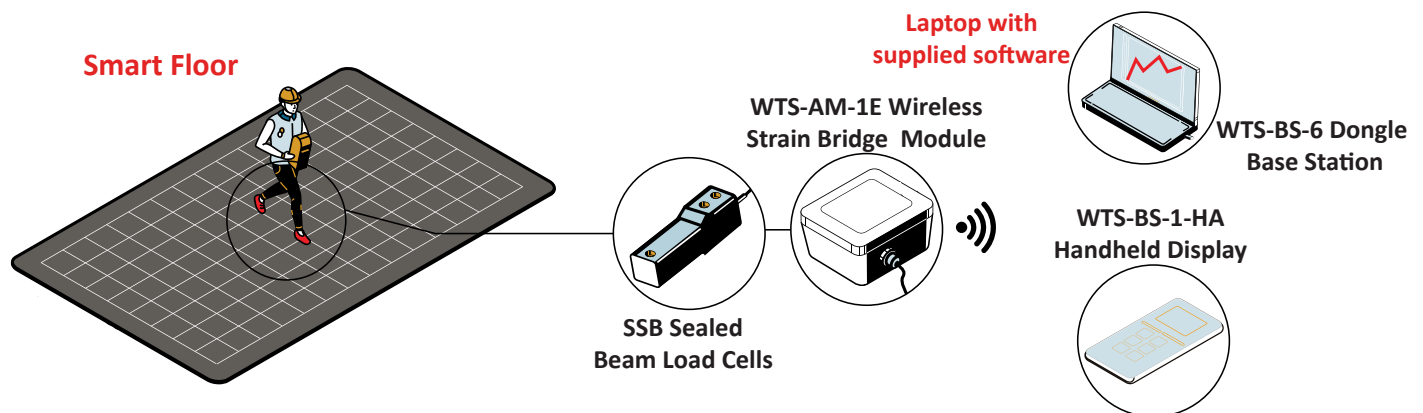 Smart Floor
Laptop with
supplied software
WTS-AM-1E Wireless
Strain Bridge  Module
WTS-BS-6 Dongle
Base Station
WTS-BS-1-HA
Handheld Display
SSB Sealed
Beam Load Cells